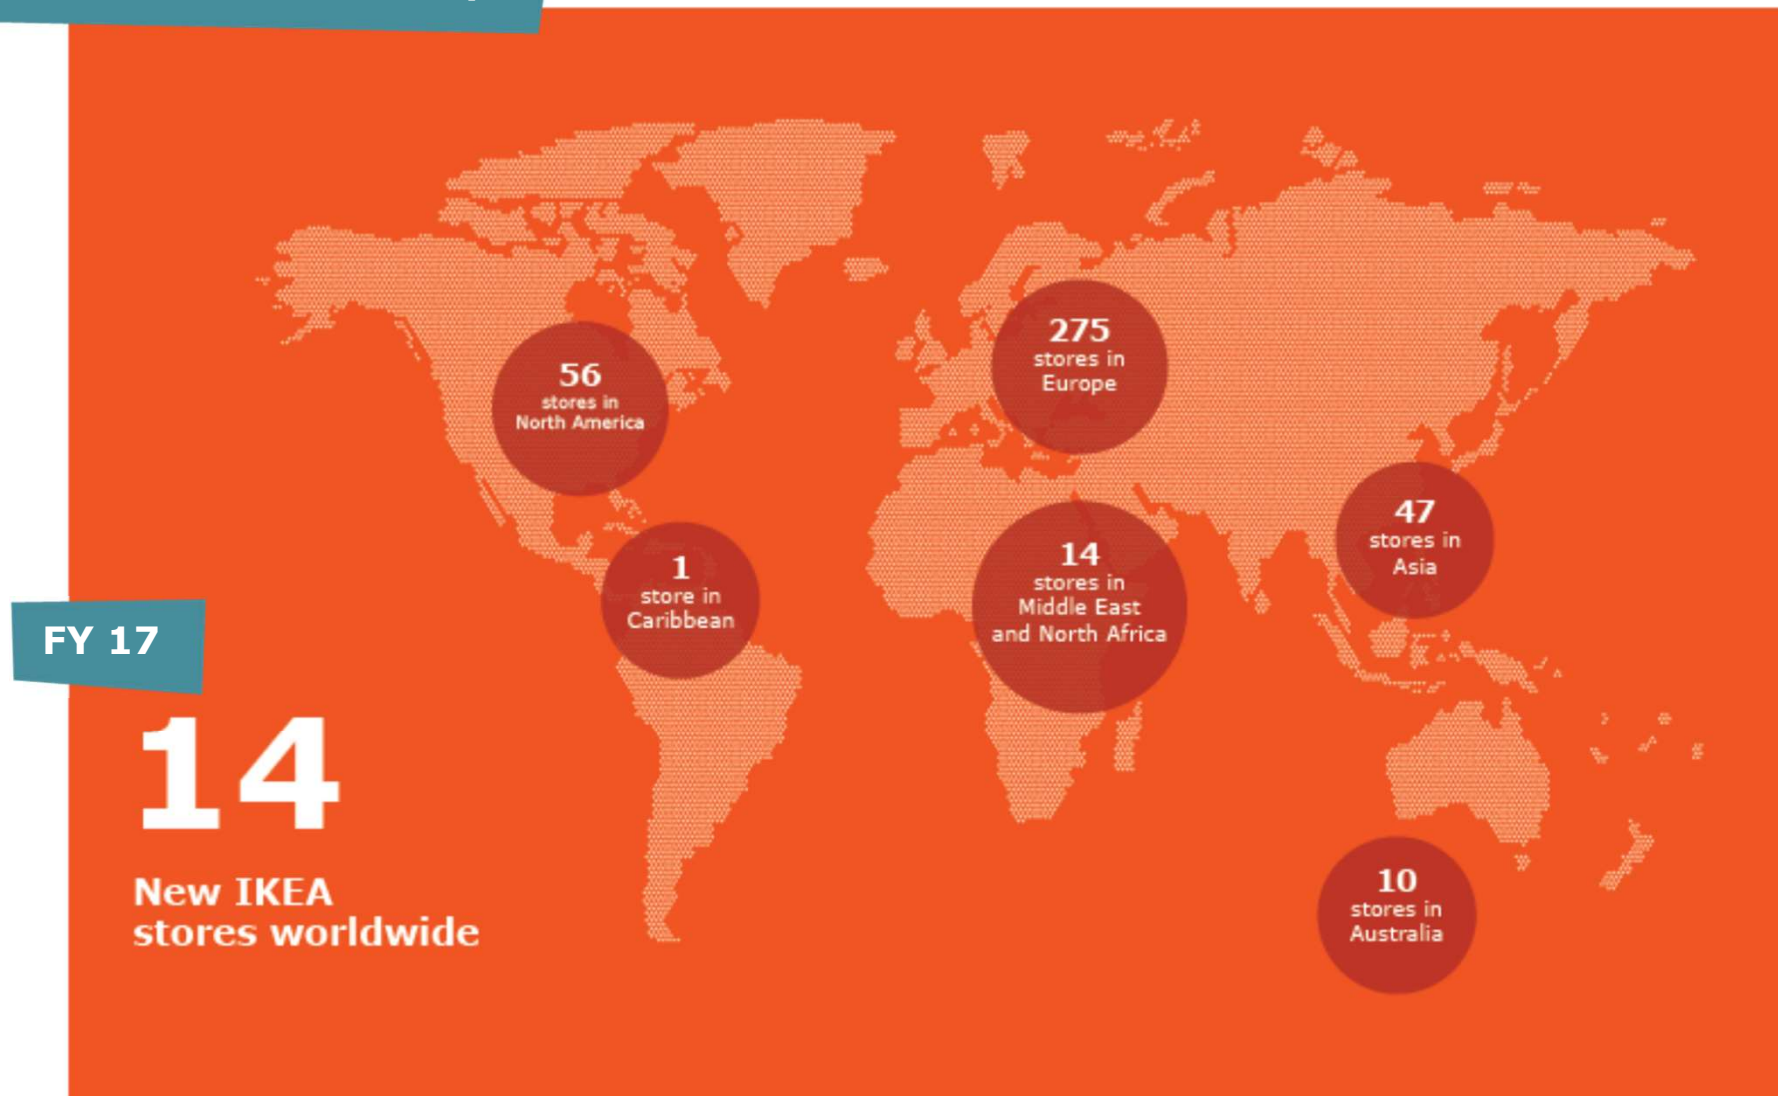 56
stores in
North America
275
stores in
Europe
47
stores in
Asia
1
store in
Caribbean
14
stores in
Middle East
and North Africa
10
stores in
Australia
FY 17
14
New IKEA
stores worldwide